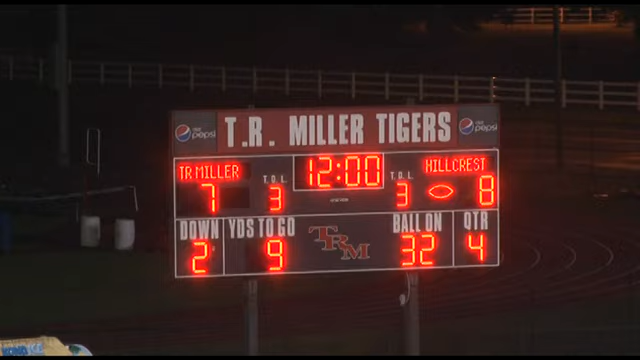 pepsi T.R. MILLER TIGERS pepsi
TR MILLER 12:00 HILLCREST
7 T.O.L. 3 T.O.L. 3 8
DOWN YDS TO GO TRM BALL ON QTR
2 9 32 4